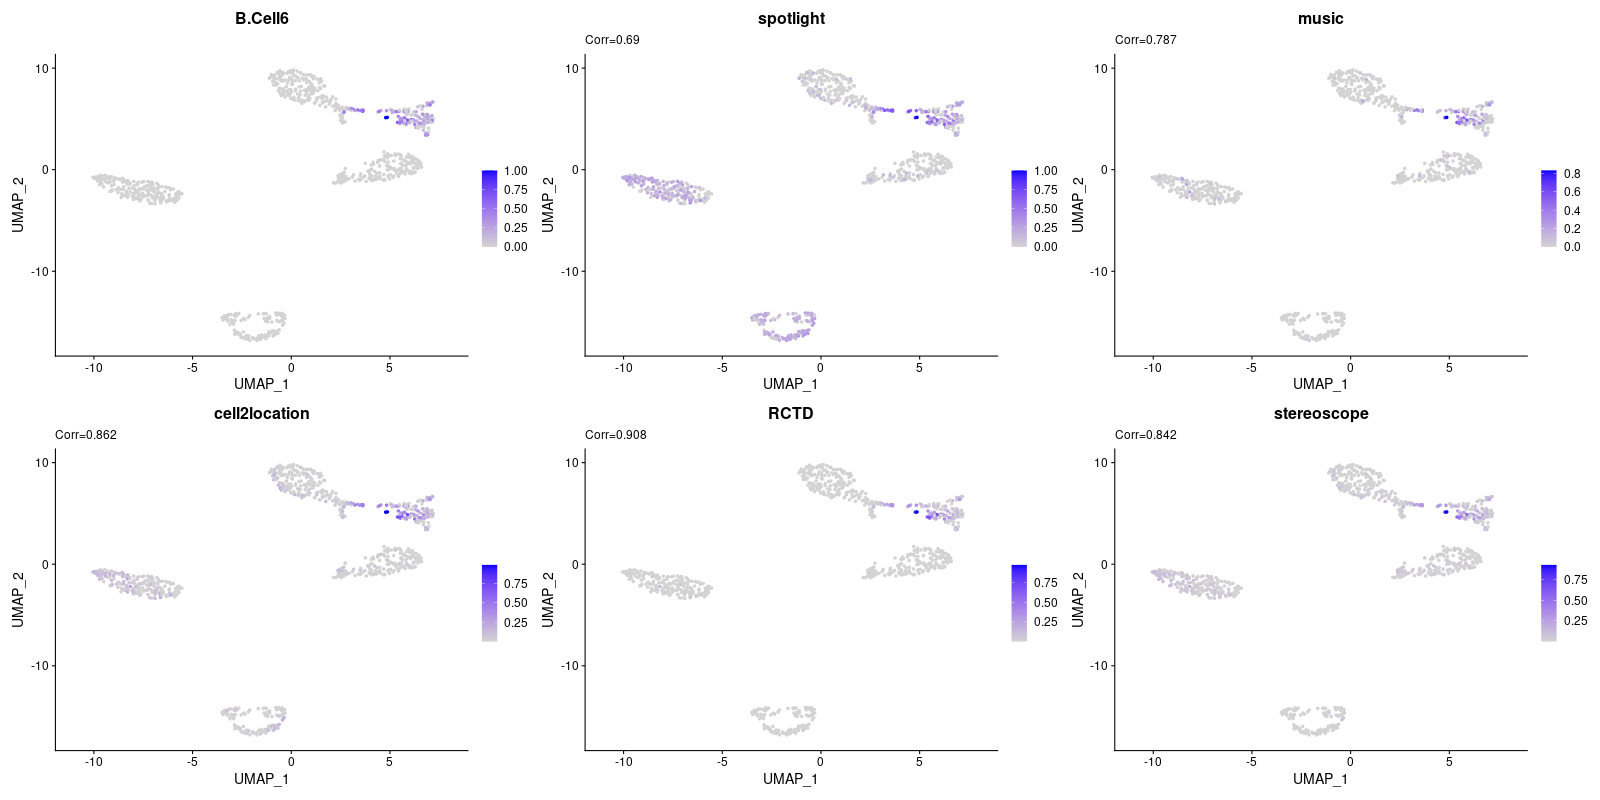 B.Cell6
10
0
-10
UMAP_2
-10
-5
0
5
UMAP_1
1.00
0.75
0.50
0.25
0.00
spotlight
Corr=0.69
10
0
-10
UMAP_2
-10
-5
0
5
UMAP_1
1.00
0.75
0.50
0.25
0.00
music
Corr=0.787
10
0
-10
UMAP_2
-10
-5
0
5
UMAP_1
0.8
0.6
0.4
0.2
0.0
cell2location
Corr=0.862
10
0
-10
UMAP_2
-10
-5
0
5
UMAP_1
0.75
0.50
0.25
RCTD
Corr=0.908
10
0
-10
UMAP_2
-10
-5
0
5
UMAP_1
0.75
0.50
0.25
stereoscope
Corr=0.842
10
0
-10
UMAP_2
-10
-5
0
5
UMAP_1
0.75
0.50
0.25